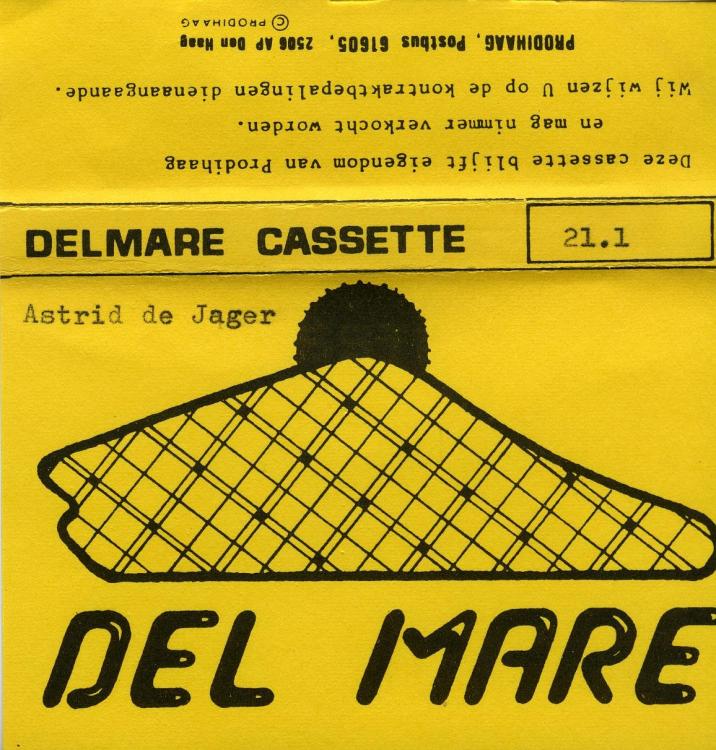 DELMARE CASSETTE 21.1
Astrid de Jager
DEL MARE
Deze cassette blijft eigendom van Prodihaag
en mag nimmer verkocht worden.
Wij wijzen U op de kontraktbepalingen dienaangaande.
PRODIHAAG, Postbus 61605, 2506 AP Den Haag
© PRODIHAAG